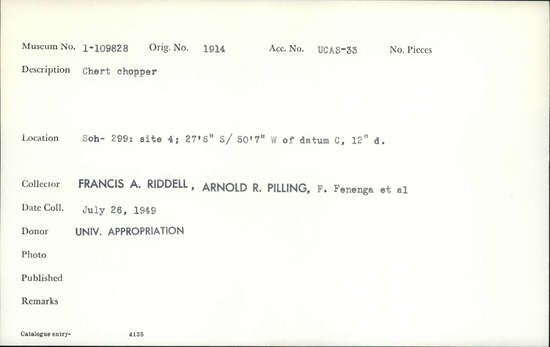 Museum No. 1-109828 Orig. No. 1914 Acc. No. UCAS-33 No. Pieces
Description Chert chopper
Location Soh- 299: site 4; 27'5" S/ 50'7" W of datum C, 12" d.
Collector FRANCIS A. RIDDELL, ARNOLD R. PILLING, F. Fenenga et al
Date Coll. July 26, 1949
Donor UNIV. APPROPRIATION
Photo
Published
Remarks
Catalogue entry- 4135